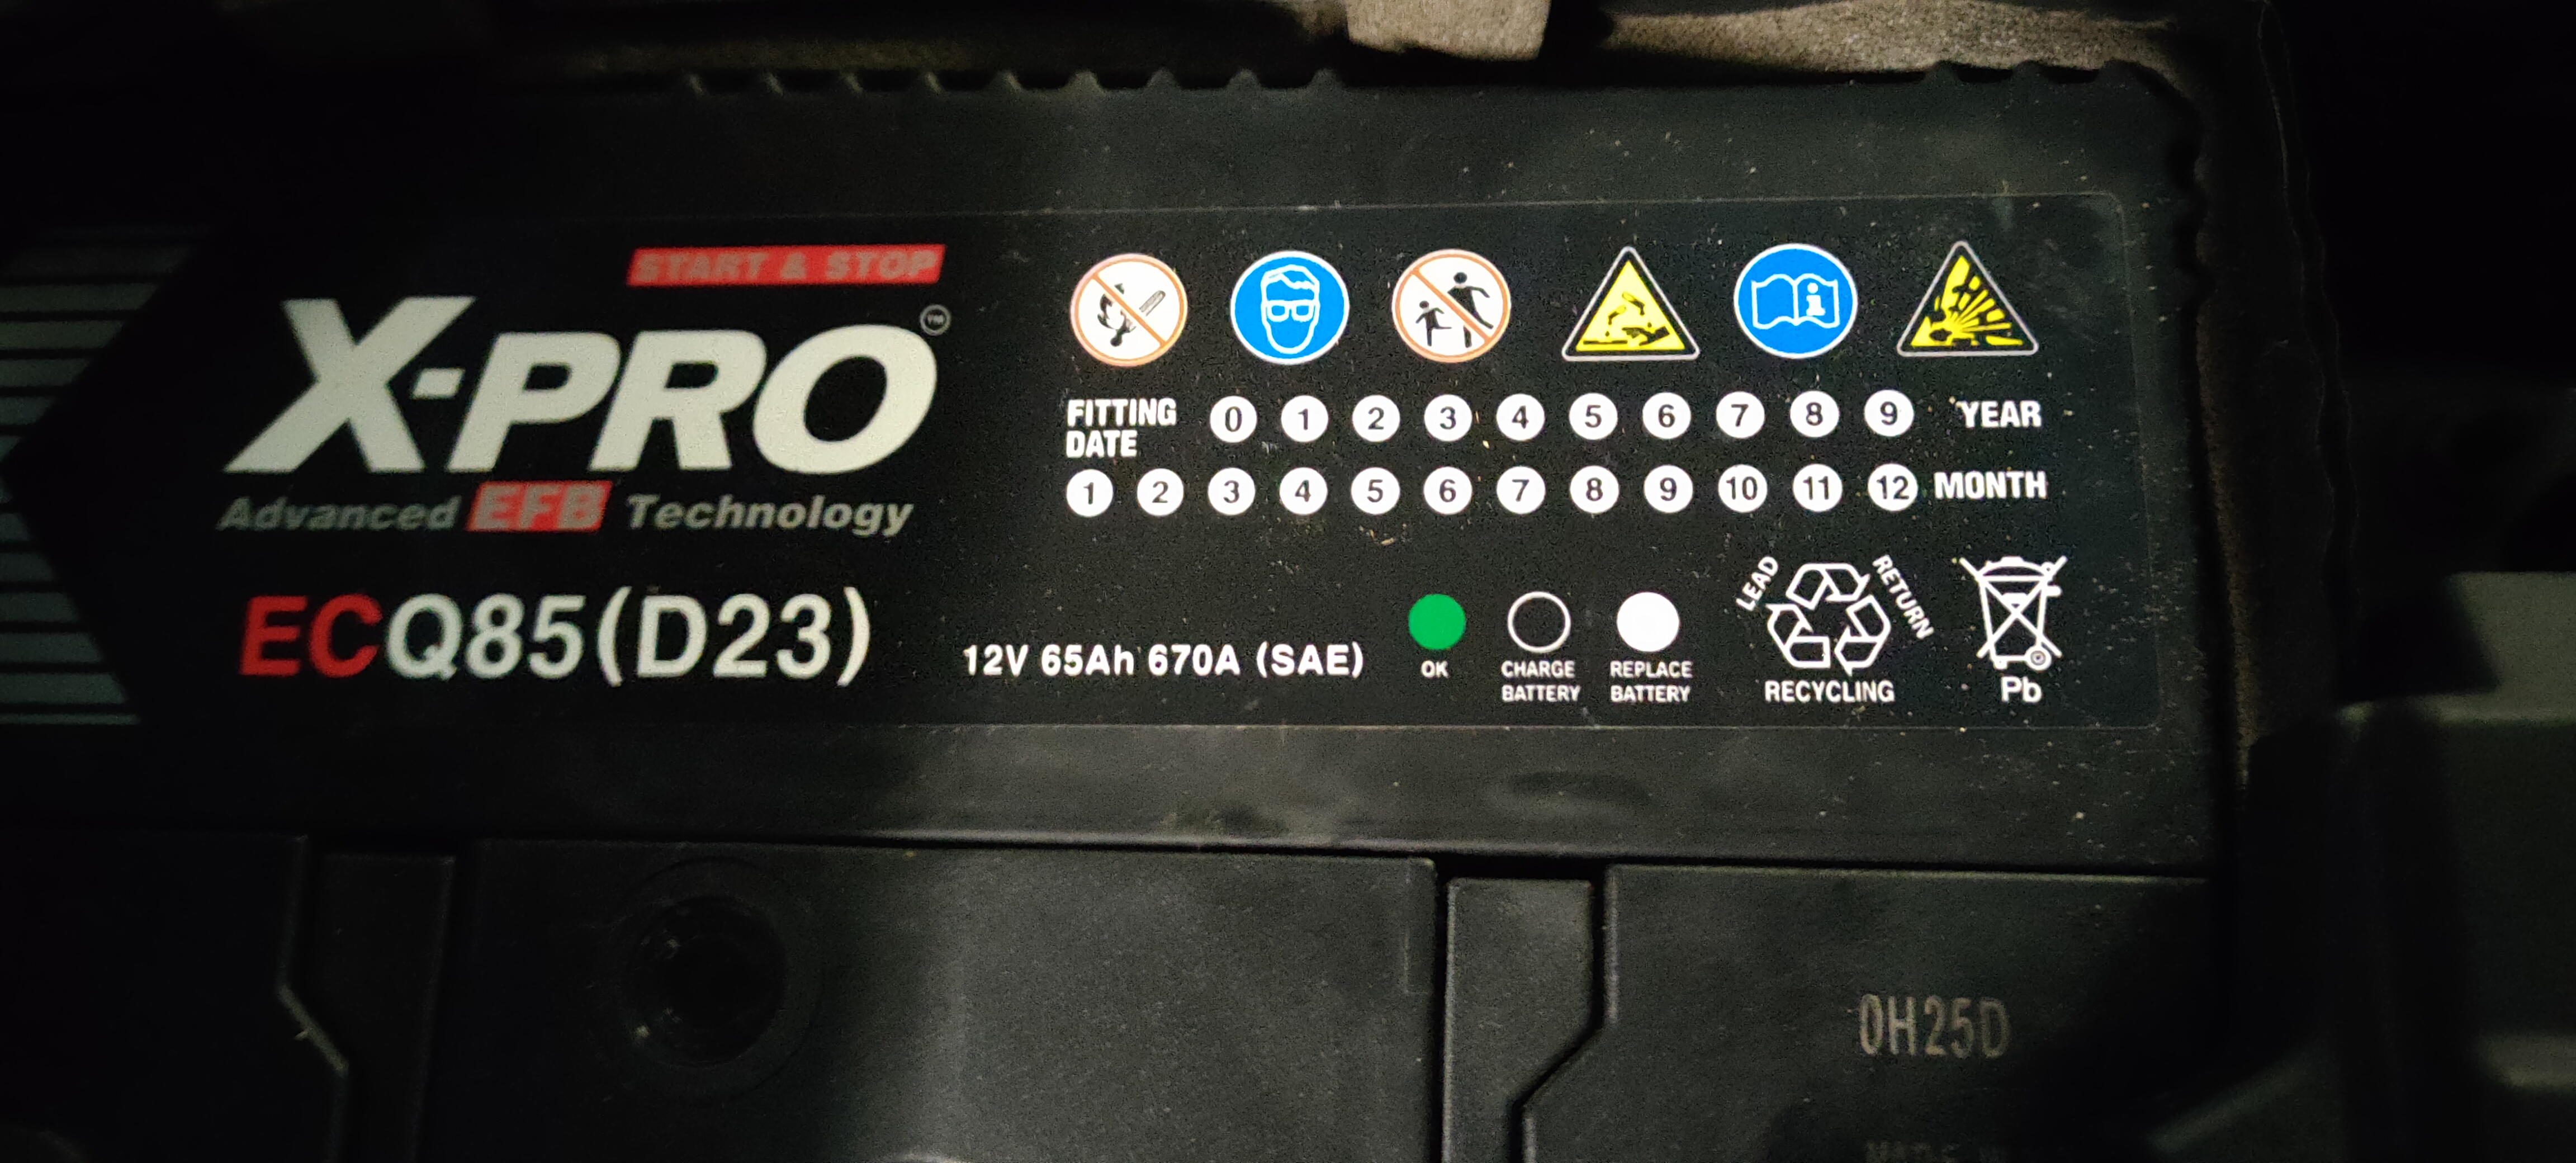 START & STOP
X-PRO™
Advanced EFB Technology
ECQ85(D23)
12V 65Ah 670A (SAE)
FITTING DATE
0 1 2 3 4 5 6 7 8 9 YEAR
1 2 3 4 5 6 7 8 9 10 11 12 MONTH
OK
CHARGE BATTERY
REPLACE BATTERY
LEAD RETURN
RECYCLING
Pb
0H25D